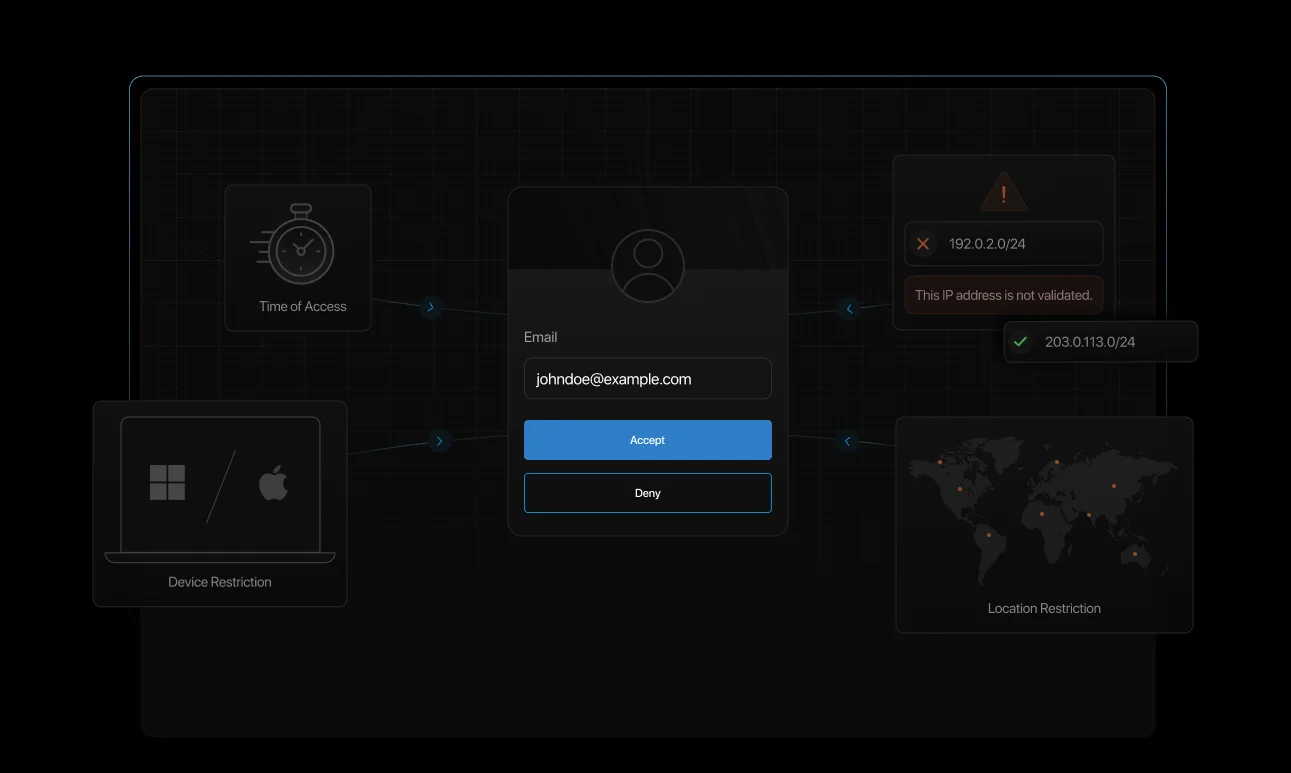 Time of Access
Device Restriction
Email
johndoe@example.com
Accept
Deny
192.0.2.0/24
This IP address is not validated.
203.0.113.0/24
Location Restriction